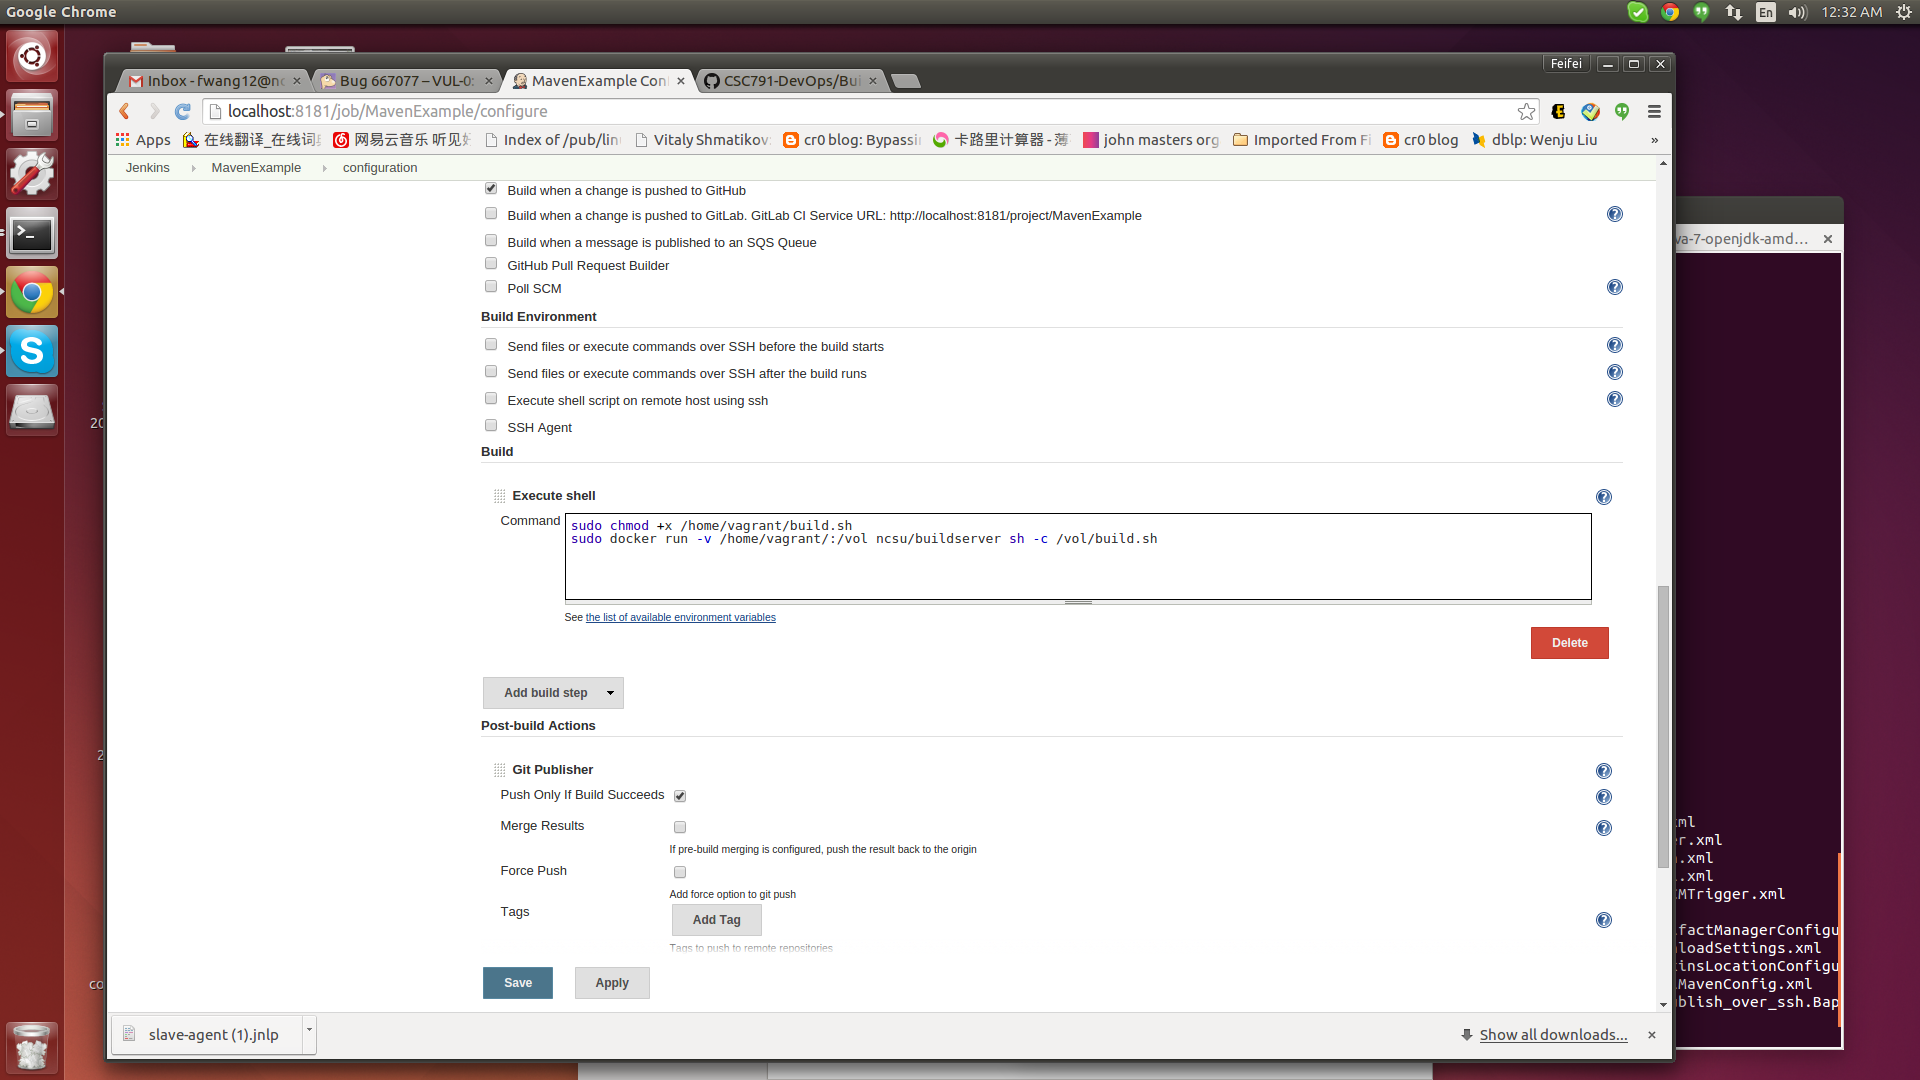 Google Chrome
En
12:32 AM
Feifei
Inbox - fwang12@nc
Bug 667077 – VUL-0:
MavenExample Con
CSC791-DevOps/Bui
localhost:8181/job/MavenExample/configure
Apps
在线翻译_在线词
网易云音乐 听见好
Index of /pub/lin
Vitaly Shmatikov
cr0 blog: Bypassin
卡路里计算器 - 薄
john masters org
Imported From Fi
cr0 blog
dblp: Wenju Liu
»
Jenkins
MavenExample
configuration
Build when a change is pushed to GitHub
Build when a change is pushed to GitLab. GitLab CI Service URL: http://localhost:8181/project/MavenExample
Build when a message is published to an SQS Queue
GitHub Pull Request Builder
Poll SCM
Build Environment
Send files or execute commands over SSH before the build starts
Send files or execute commands over SSH after the build runs
Execute shell script on remote host using ssh
SSH Agent
Build
Execute shell
Command
sudo chmod +x /home/vagrant/build.sh
sudo docker run -v /home/vagrant/:/vol ncsu/buildserver sh -c /vol/build.sh
See the list of available environment variables
Delete
Add build step
Post-build Actions
Git Publisher
Push Only If Build Succeeds
Merge Results
If pre-build merging is configured, push the result back to the origin
Force Push
Add force option to git push
Tags
Add Tag
Tags to push to remote repositories
Save
Apply
slave-agent (1).jnlp
Show all downloads...
va-7-openjdk-amd...
ml
r.xml
.xml
.xml
MTrigger.xml
factManagerConfigu
loadSettings.xml
insLocationConfigu
MavenConfig.xml
blish_over_ssh.Bap
20
2
co